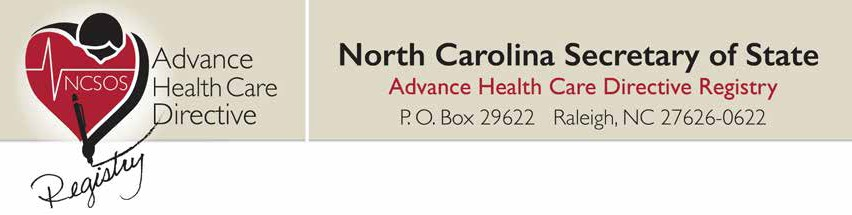 NCSOS
Advance
Health Care
Directive
Registry
North Carolina Secretary of State
Advance Health Care Directive Registry
P. O. Box 29622 Raleigh, NC 27626-0622